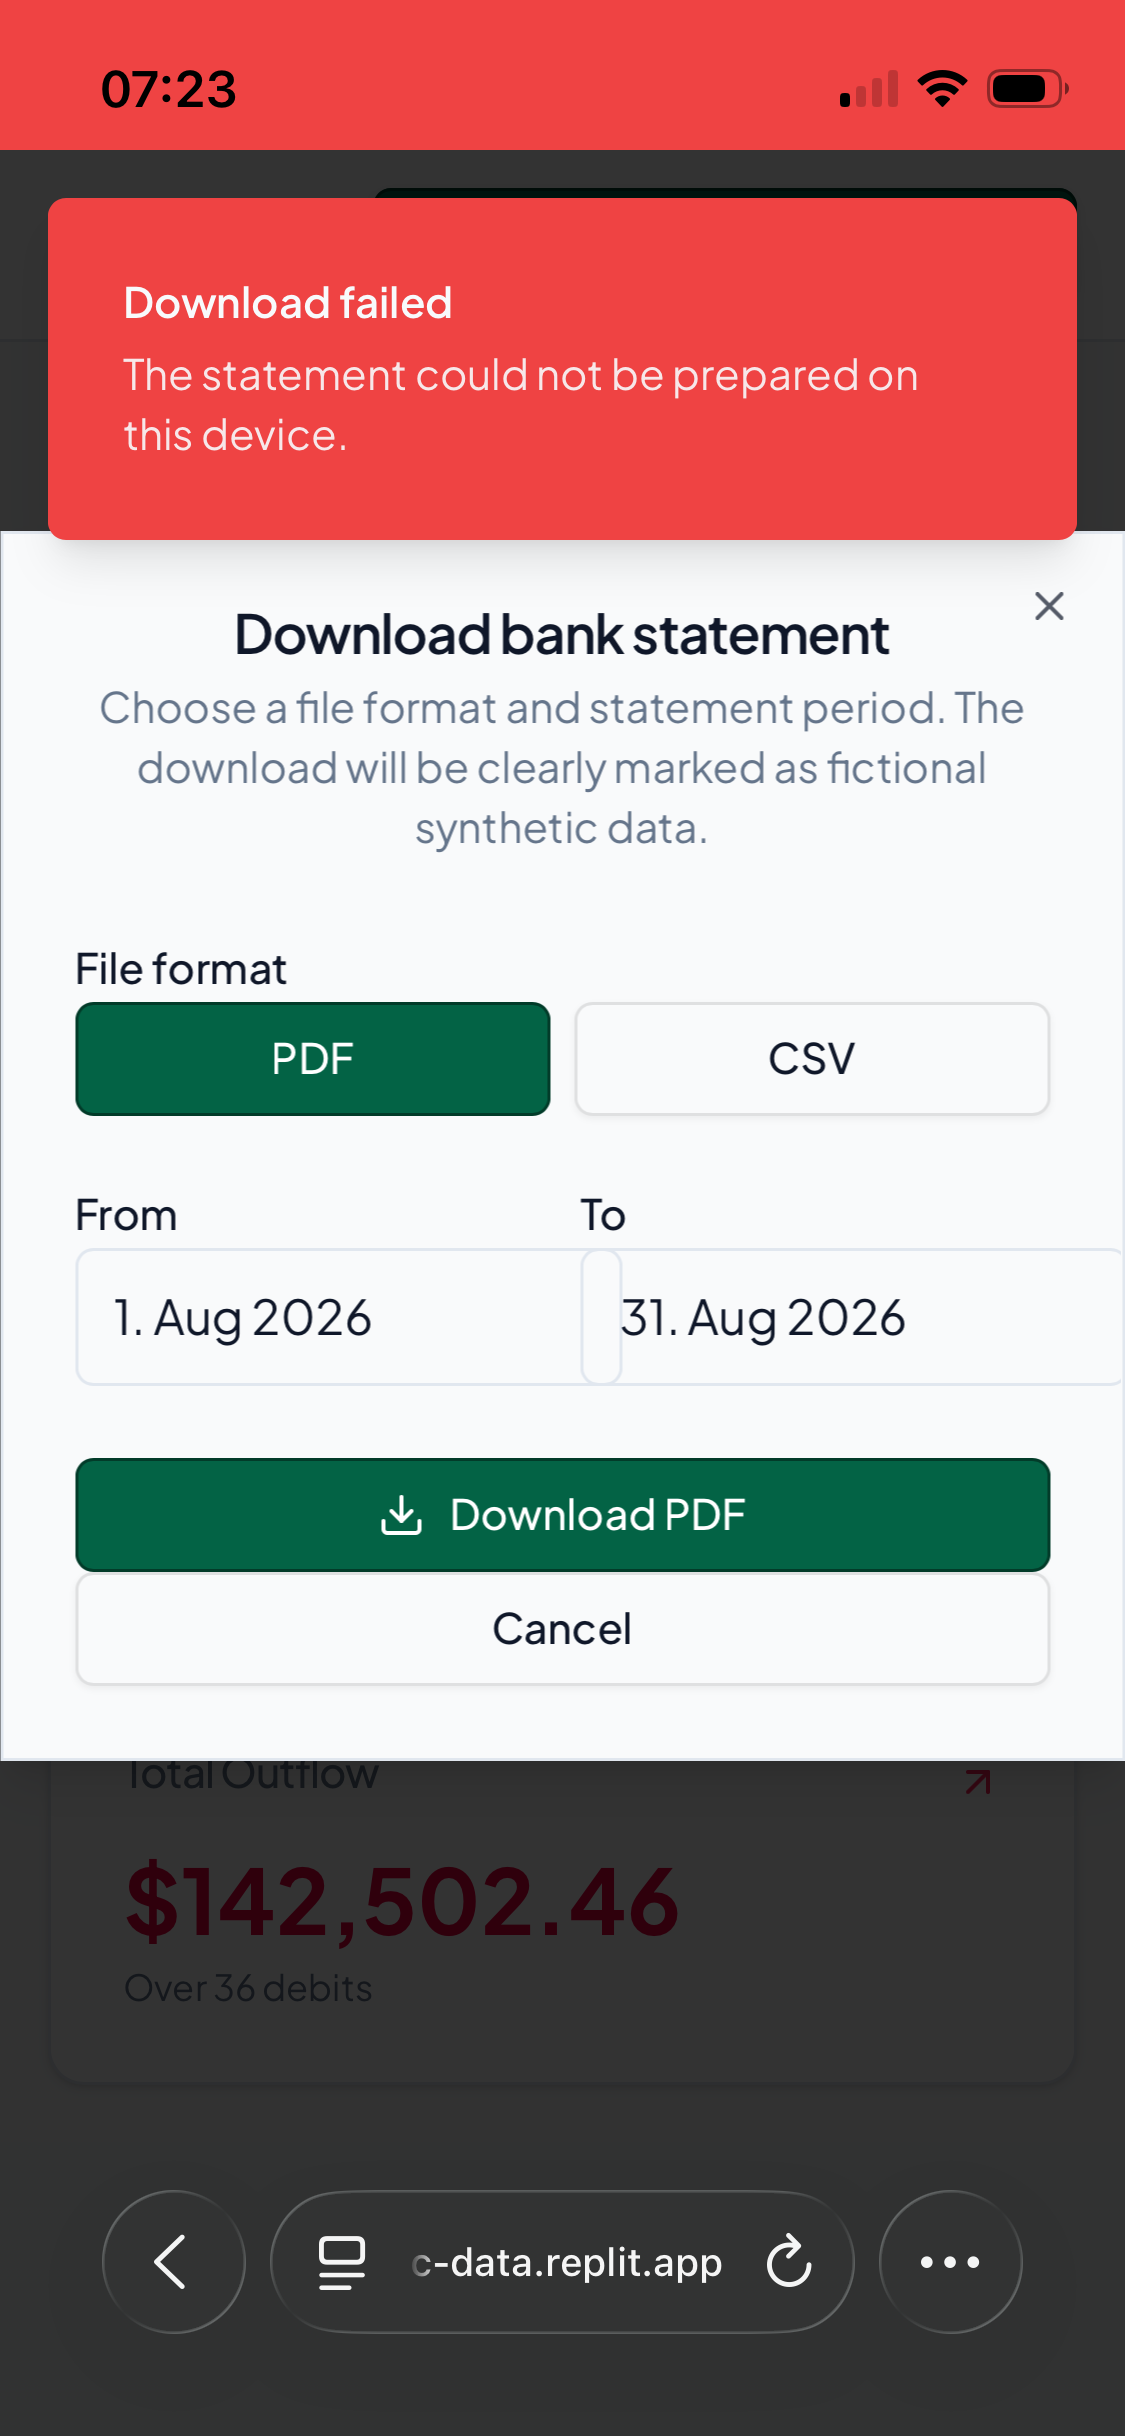 07:23
Download failed
The statement could not be prepared on
this device.
Download bank statement
Choose a file format and statement period. The
download will be clearly marked as fictional
synthetic data.
File format
PDF
CSV
From
To
1. Aug 2026
31. Aug 2026
Download PDF
Cancel
Total Outflow
$142,502.46
Over 36 debits
c-data.replit.app